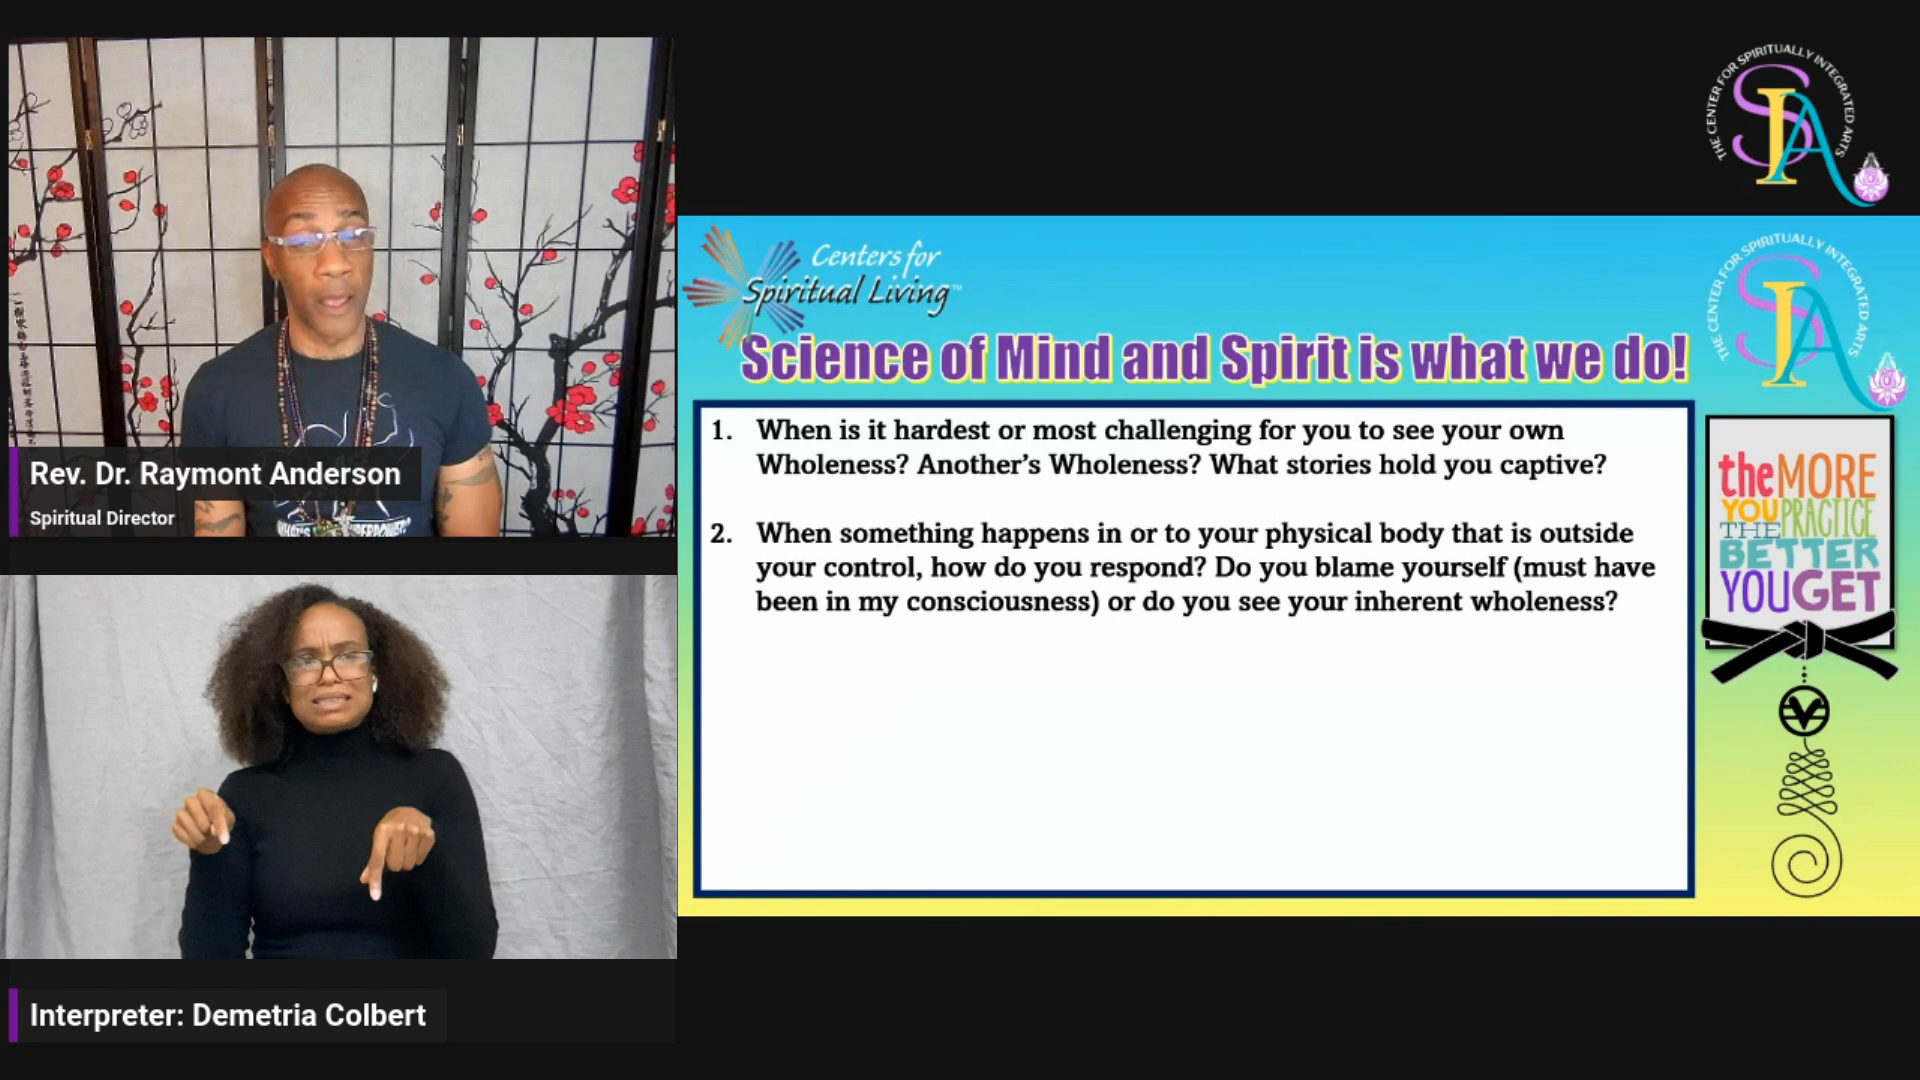 Rev. Dr. Raymont Anderson
Spiritual Director
Interpreter: Demetria Colbert
THE CENTER FOR SPIRITUALLY INTEGRATED ARTS
SIA
Centers for
Spiritual Living™
Science of Mind and Spirit is what we do!
1. When is it hardest or most challenging for you to see your own
Wholeness? Another’s Wholeness? What stories hold you captive?
2. When something happens in or to your physical body that is outside
your control, how do you respond? Do you blame yourself (must have
been in my consciousness) or do you see your inherent wholeness?
THE CENTER FOR SPIRITUALLY INTEGRATED ARTS
SIA
the MORE
YOU PRACTICE
THE
BETTER
YOU GET